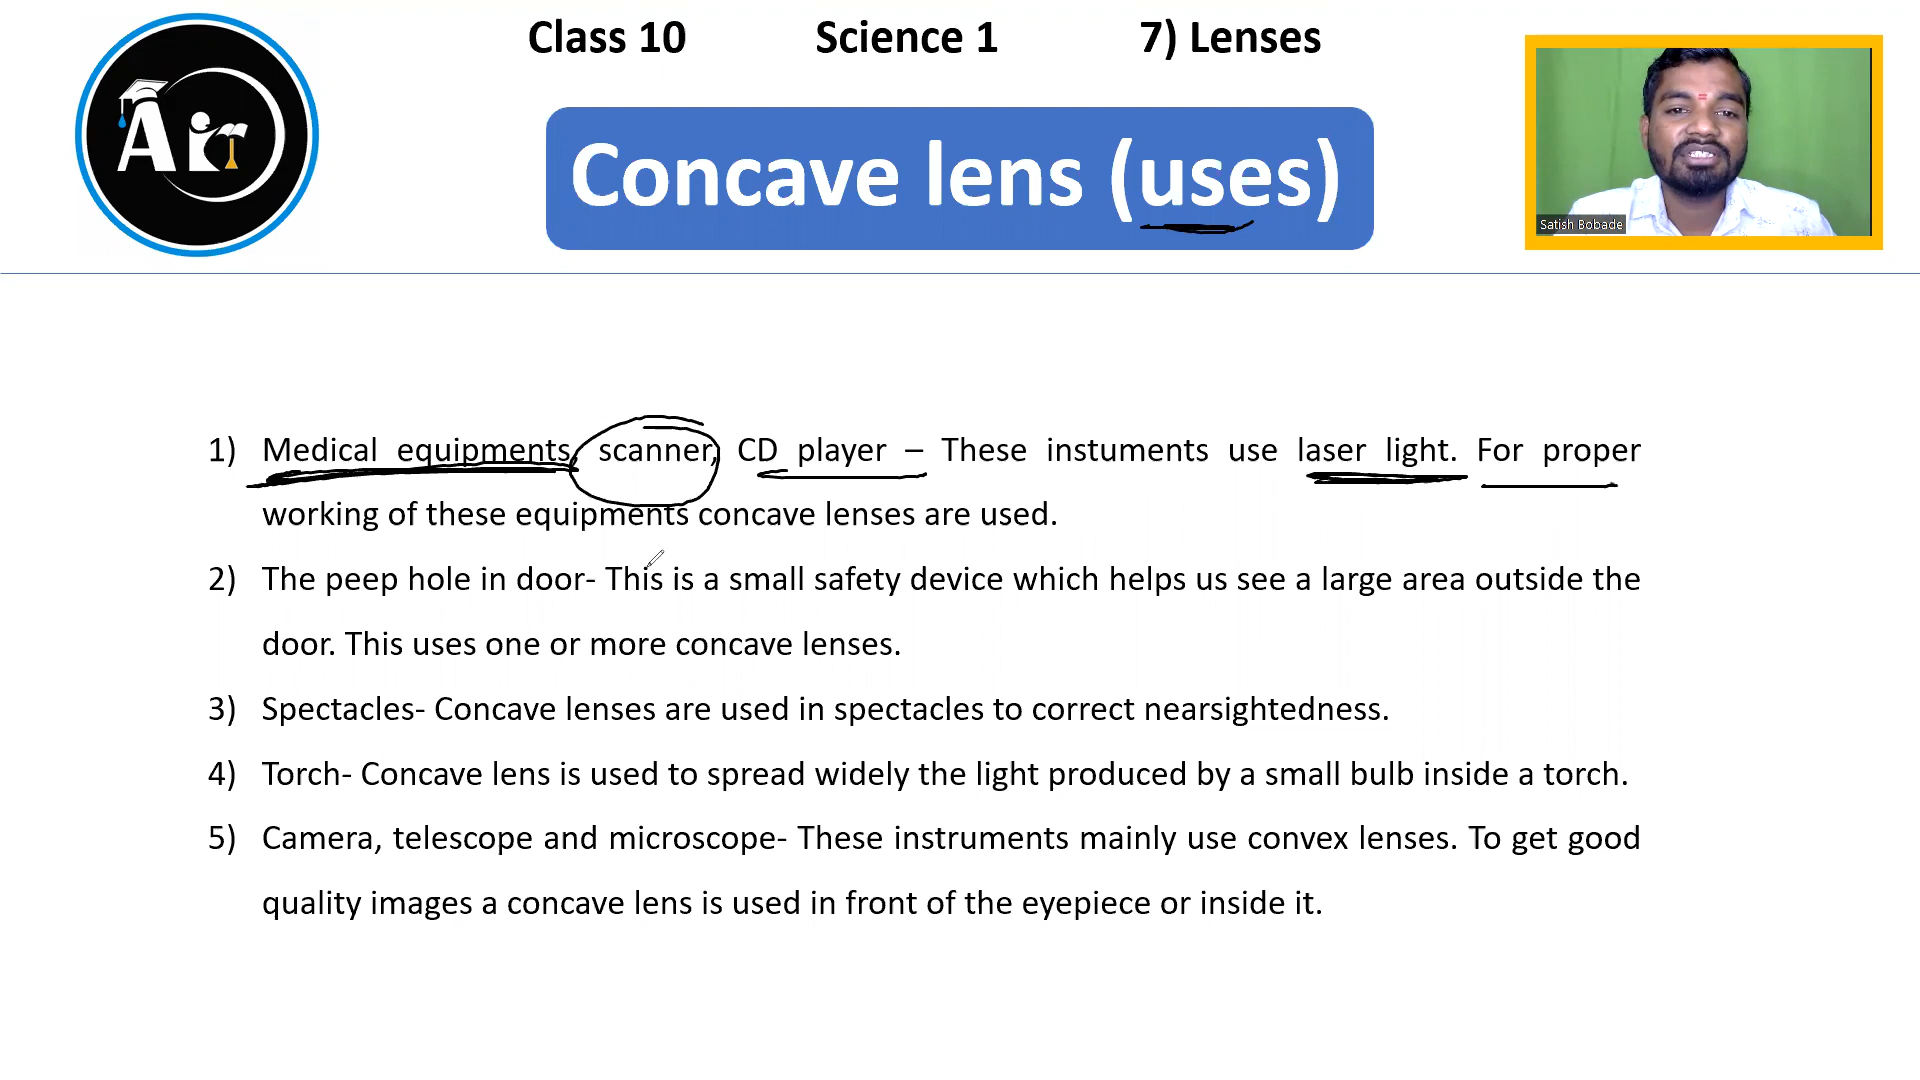 Class 10 Science 1 7) Lenses
Air
Concave lens (uses)
Satish Bobade
1) Medical equipments, scanner, CD player – These instuments use laser light. For proper
working of these equipments concave lenses are used.
2) The peep hole in door- This is a small safety device which helps us see a large area outside the
door. This uses one or more concave lenses.
3) Spectacles- Concave lenses are used in spectacles to correct nearsightedness.
4) Torch- Concave lens is used to spread widely the light produced by a small bulb inside a torch.
5) Camera, telescope and microscope- These instruments mainly use convex lenses. To get good
quality images a concave lens is used in front of the eyepiece or inside it.